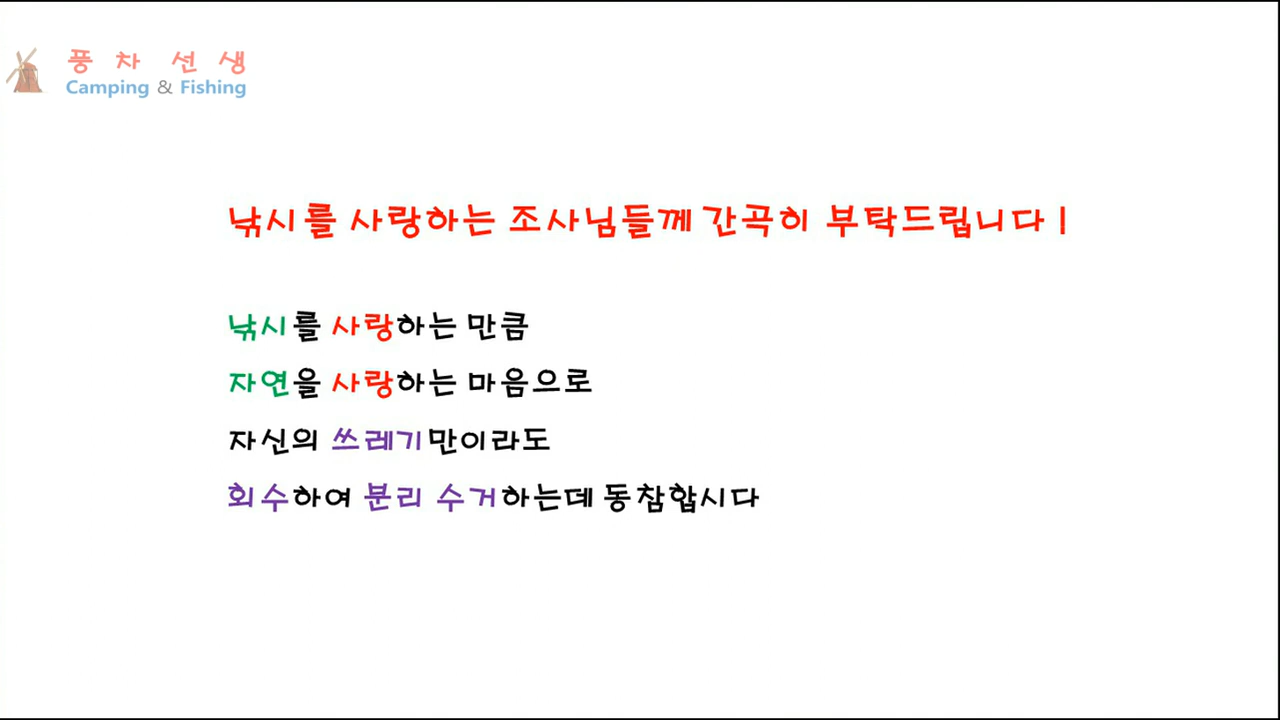 풍차 선생
Camping & Fishing
낚시를 사랑하는 조사님들께 간곡히 부탁드립니다 !
낚시를 사랑하는 만큼
자연을 사랑하는 마음으로
자신의 쓰레기만이라도
회수하여 분리 수거하는데 동참합시다